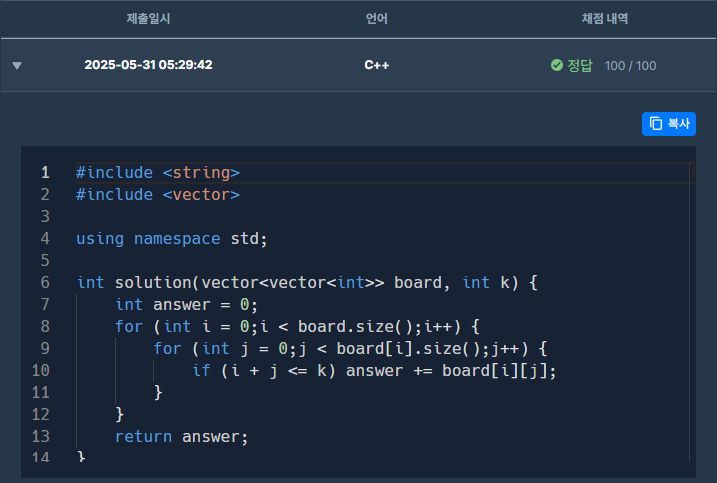 제출일시 언어 채점 내역
2025-05-31 05:29:42 C++ 정답 100 / 100
복사
1 #include <string>
2 #include <vector>
3
4 using namespace std;
5
6 int solution(vector<vector<int>> board, int k) {
7     int answer = 0;
8     for (int i = 0;i < board.size();i++) {
9         for (int j = 0;j < board[i].size();j++) {
10             if (i + j <= k) answer += board[i][j];
11         }
12     }
13     return answer;
14 }